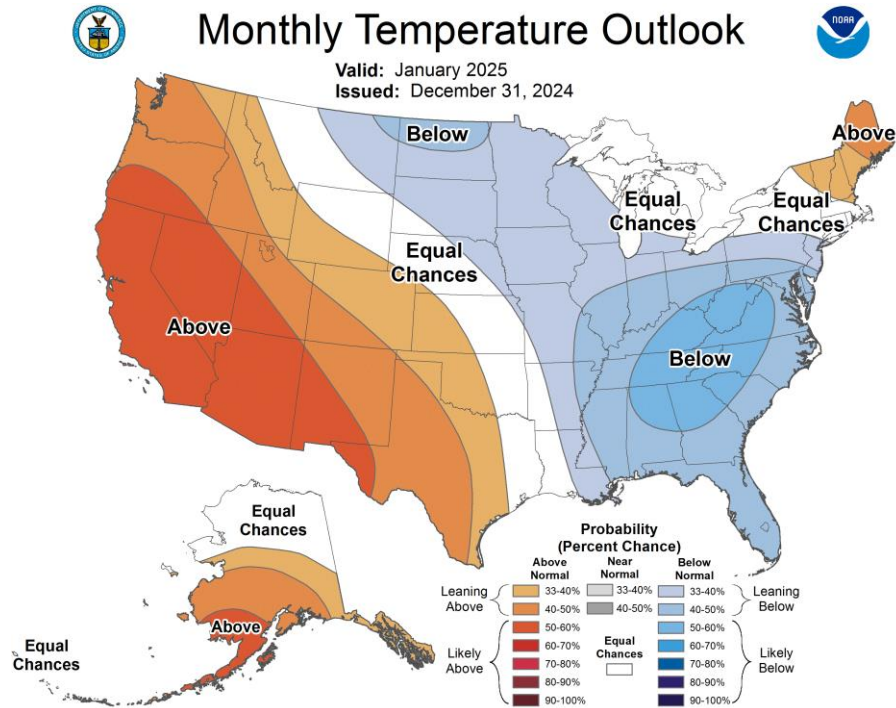 Monthly Temperature Outlook
NOAA
Valid: January 2025
Issued: December 31, 2024
Below
Above
Equal
Chances
Equal
Chances
Equal
Chances
Above
Below
Equal
Chances
Above
Equal
Chances
Probability
(Percent Chance)
Above
Normal
Near
Normal
Below
Normal
Leaning
Above
33-40%
33-40%
33-40%
Leaning
Below
40-50%
40-50%
40-50%
Likely
Above
50-60%
50-60%
Likely
Below
60-70%
Equal
Chances
60-70%
70-80%
70-80%
80-90%
80-90%
90-100%
90-100%